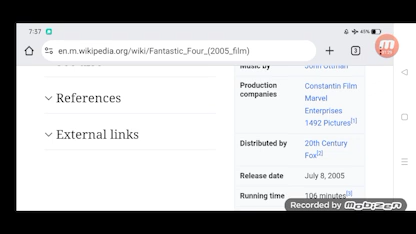 7:37
45%
en.m.wikipedia.org/wiki/Fantastic_Four_(2005_film)
3
Music by John Ottman
References
Production companies Constantin Film
Marvel
Enterprises
1492 Pictures[1]
External links
Distributed by 20th Century
Fox[2]
Release date July 8, 2005
Running time 106 minutes[3]
Recorded by mobizen